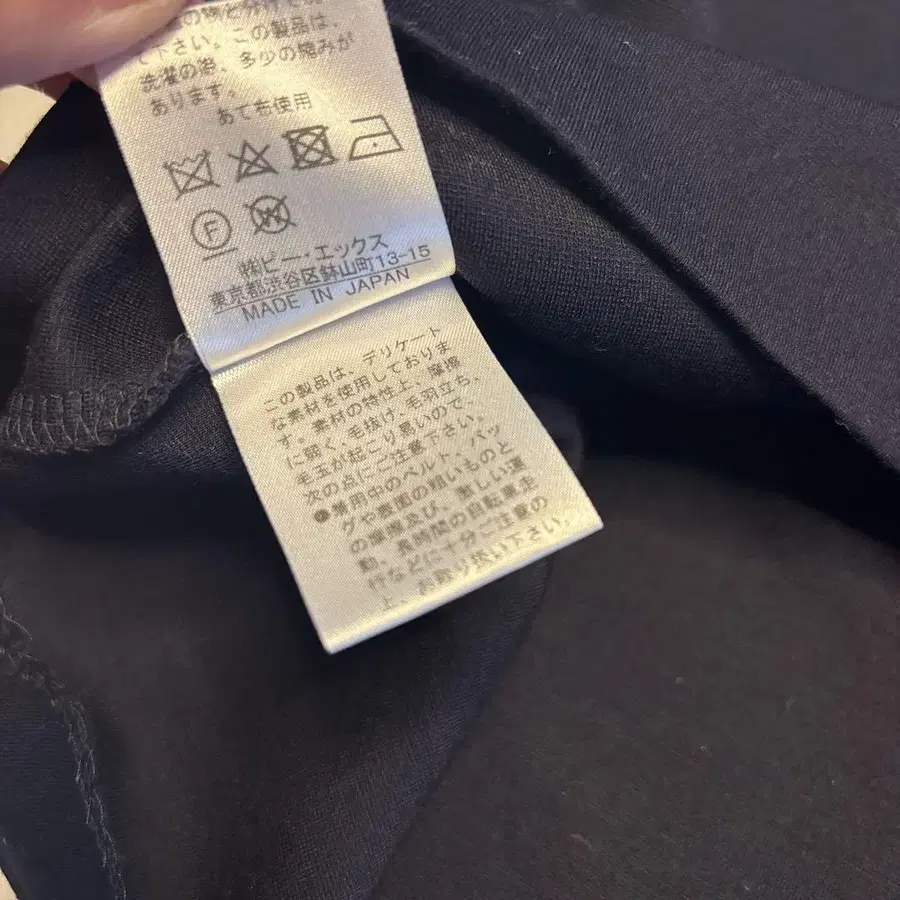 の物と分けて
て下さい。この製品は、
洗濯の際、多少の縮みが
あります。
あて布使用
F
W
㈱ビー・エックス
東京都渋谷区鉢山町13-15
MADE IN JAPAN
この製品は、デリケート
な素材を使用しておりま
す。素材の特性上、摩擦
に弱く、毛抜け、毛羽立ち、
毛玉が起こり易いので、
次の点にご注意下さい。
●着用中のベルト、バッ
グや表面の粗いものと
の摩擦及び、激しい運
動、長時間の自転車走
行などに十分ご注意の
上、お取り扱い下さい。